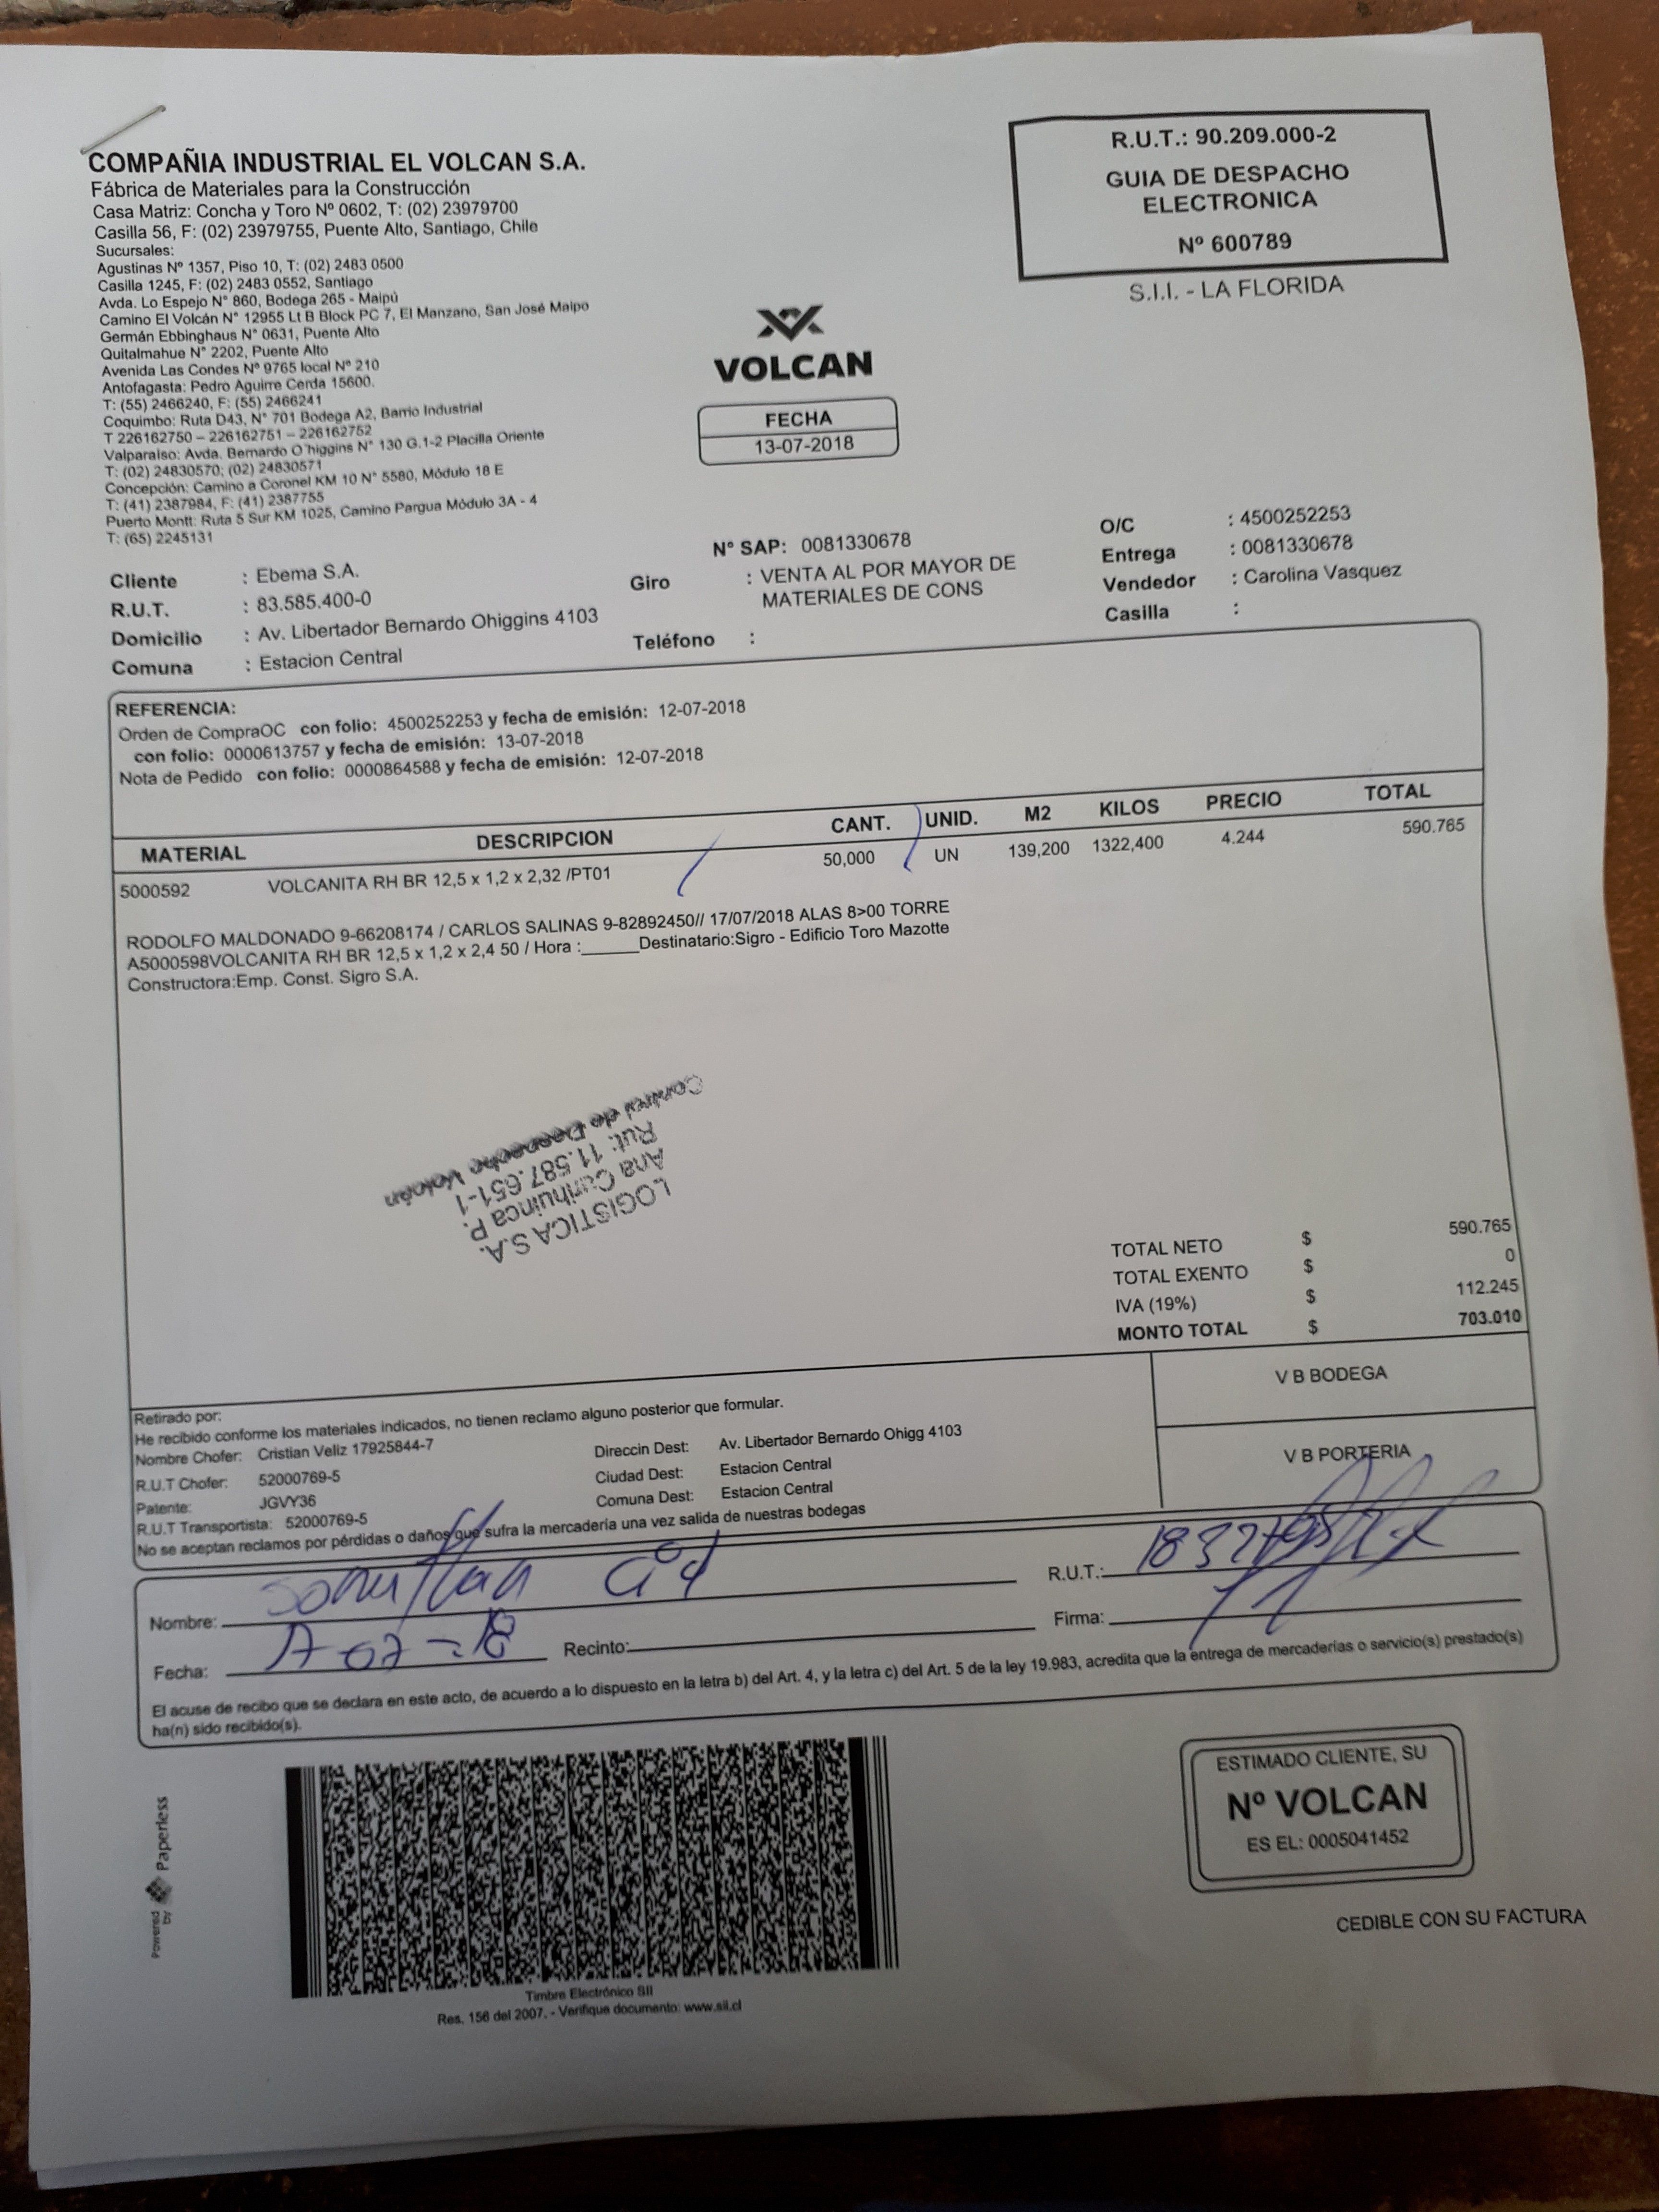 COMPAÑIA INDUSTRIAL EL VOLCAN S.A.
Fábrica de Materiales para la Construcción
Casa Matriz: Concha y Toro Nº 0602, T: (02) 23979700
Casilla 56, F: (02) 23979755, Puente Alto, Santiago, Chile
Sucursales:
Agustinas Nº 1357, Piso 10, T: (02) 2483 0500
Casilla 1245, F: (02) 2483 0552, Santiago
Avda. Lo Espejo N° 860, Bodega 265 - Maipú
Camino El Volcán N° 12955 Lt B Block PC 7, El Manzano, San José Maipo
Germán Ebbinghaus N° 0631, Puente Alto
Quitalmahue N° 2202, Puente Alto
Avenida Las Condes Nº 9765 local Nº 210
Antofagasta: Pedro Aguirre Cerda 15600.
T: (55) 2466240, F: (55) 2466241
Coquimbo: Ruta D43, N° 701 Bodega A2, Barrio Industrial
T 226162750 – 226162751 – 226162752
Valparaíso: Avda. Bernardo O´higgins N° 130 G.1-2 Placilla Oriente
T: (02) 24830570; (02) 24830571
Concepción: Camino a Coronel KM 10 N° 5580, Módulo 18 E
T: (41) 2387984, F: (41) 2387755
Puerto Montt: Ruta 5 Sur KM 1025, Camino Pargua Módulo 3A - 4
T: (65) 2245131
R.U.T.: 90.209.000-2
GUIA DE DESPACHO
ELECTRONICA
Nº 600789
S.I.I. - LA FLORIDA
VOLCAN
FECHA
13-07-2018
N° SAP: 0081330678
O/C : 4500252253
Entrega : 0081330678
Vendedor : Carolina Vasquez
Casilla :
Cliente : Ebema S.A.
R.U.T. : 83.585.400-0
Domicilio : Av. Libertador Bernardo Ohiggins 4103
Comuna : Estacion Central
Giro : VENTA AL POR MAYOR DE
MATERIALES DE CONS
Teléfono :
REFERENCIA:
Orden de CompraOC con folio: 4500252253 y fecha de emisión: 12-07-2018
con folio: 0000613757 y fecha de emisión: 13-07-2018
Nota de Pedido con folio: 0000864588 y fecha de emisión: 12-07-2018
MATERIAL DESCRIPCION CANT. UNID. M2 KILOS PRECIO TOTAL
5000592 VOLCANITA RH BR 12,5 x 1,2 x 2,32 /PT01 50,000 UN 139,200 1322,400 4.244 590.765
RODOLFO MALDONADO 9-66208174 / CARLOS SALINAS 9-82892450// 17/07/2018 ALAS 8>00 TORRE
A5000598VOLCANITA RH BR 12,5 x 1,2 x 2,4 50 / Hora :______Destinatario:Sigro - Edificio Toro Mazotte
Constructora:Emp. Const. Sigro S.A.
LOGISTICA S.A.
Ana Curihuinca P.
Rut: 11.587.651-1
Control de Despacho Volcán
TOTAL NETO $ 590.765
TOTAL EXENTO $ 0
IVA (19%) $ 112.245
MONTO TOTAL $ 703.010
V B BODEGA
V B PORTERIA
Retirado por:
He recibido conforme los materiales indicados, no tienen reclamo alguno posterior que formular.
Nombre Chofer: Cristian Veliz 17925844-7
R.U.T Chofer: 52000769-5
Patente: JGVY36
R.U.T Transportista: 52000769-5
Direccin Dest: Av. Libertador Bernardo Ohigg 4103
Ciudad Dest: Estacion Central
Comuna Dest: Estacion Central
No se aceptan reclamos por pérdidas o daños que sufra la mercadería una vez salida de nuestras bodegas
Nombre:
R.U.T.:
Fecha: 17-07-18 Recinto:
Firma:
El acuse de recibo que se declara en este acto, de acuerdo a lo dispuesto en la letra b) del Art. 4, y la letra c) del Art. 5 de la ley 19.983, acredita que la entrega de mercaderías o servicio(s) prestado(s)
ha(n) sido recibido(s).
Powered by Paperless
Timbre Electrónico SII
Res. 156 del 2007. - Verifique documento: www.sii.cl
ESTIMADO CLIENTE, SU
Nº VOLCAN
ES EL: 0005041452
CEDIBLE CON SU FACTURA